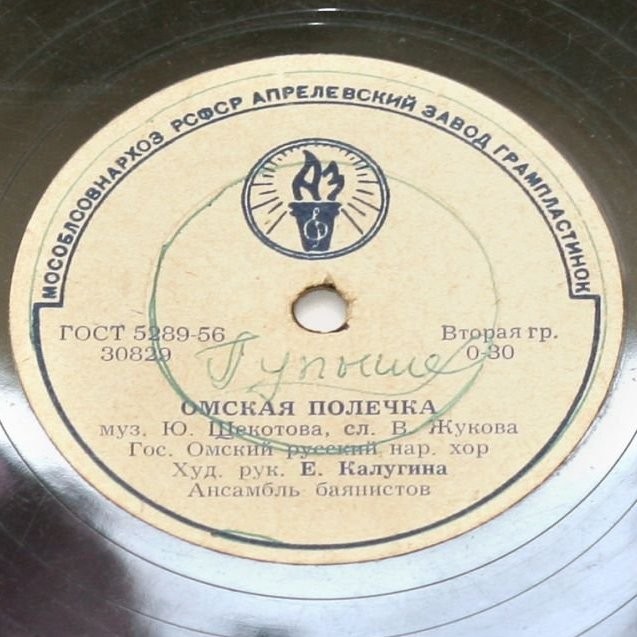 МОСОБЛСОВНАРХОЗ РСФСР АПРЕЛЕВСКИЙ ЗАВОД ГРАМПЛАСТИНОК
АЗ
ГОСТ 5289-56
30829
Вторая гр.
0-30
ОМСКАЯ ПОЛЕЧКА
муз. Ю. Щекотова, сл. В. Жукова
Гос. Омский русский нар. хор
Худ. рук. Е. Калугина
Ансамбль баянистов